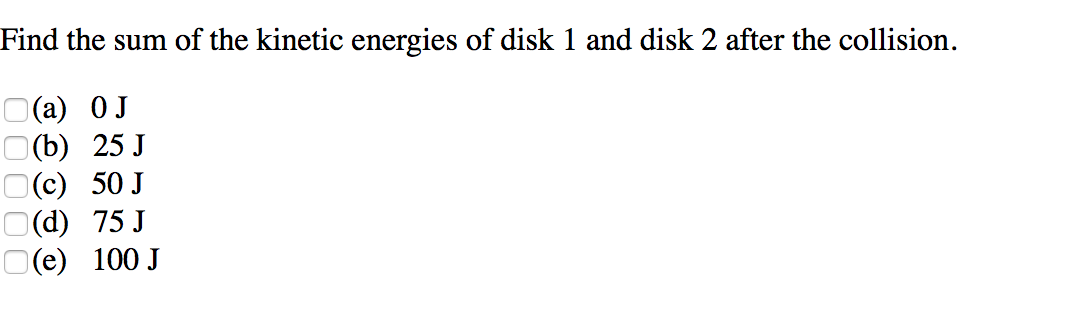 Find the sum of the kinetic energies of disk 1 and disk 2 after the collision.
(a) 0 J
(b) 25 J
(c) 50 J
(d) 75 J
(e) 100 J